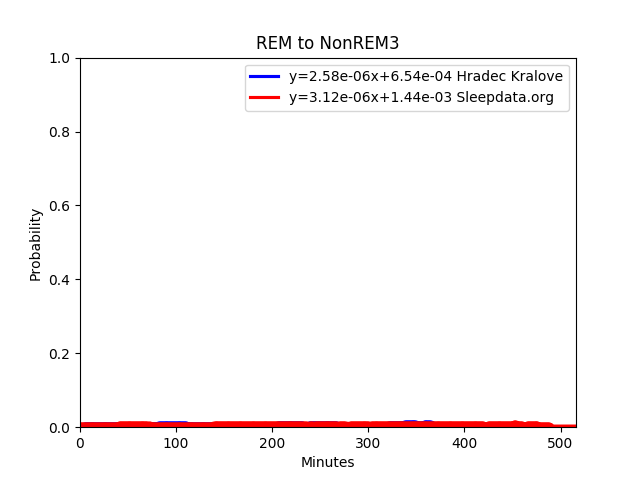 REM to NonREM3
y=2.58e-06x+6.54e-04 Hradec Kralove
y=3.12e-06x+1.44e-03 Sleepdata.org
1.0
0.8
0.6
0.4
0.2
0.0
Probability
0 100 200 300 400 500
Minutes